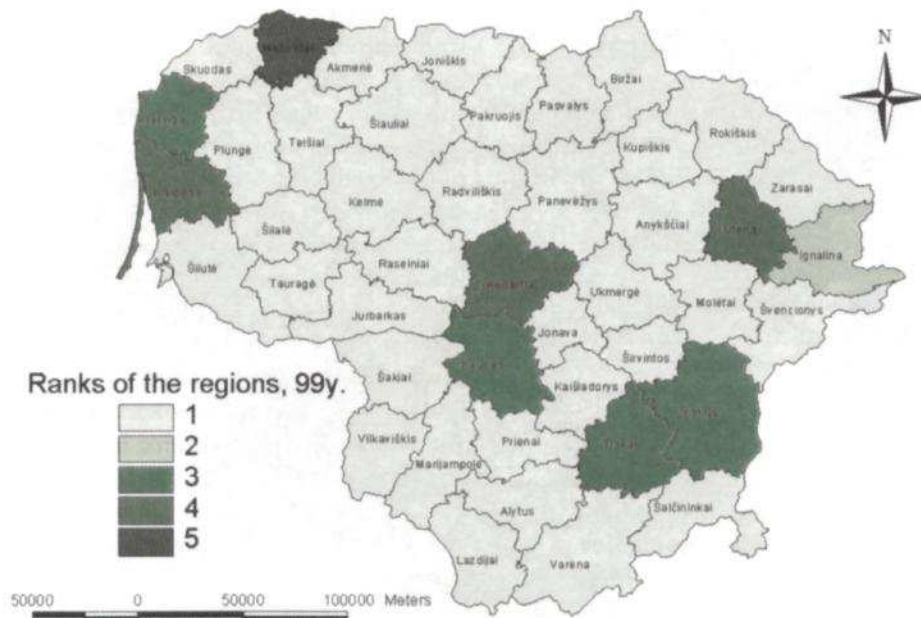 N
Skuodas
Akmenė
Joniškis
Pakruojis
Pasvalys
Biržai
Plungė
Telšiai
Šiauliai
Kupiškis
Rokiškis
Zarasai
Kelmė
Radviliškis
Panevėžys
Anykščiai
Ignalina
Šilalė
Šilutė
Tauragė
Raseiniai
Ukmergė
Molėtai
Švencionys
Jurbarkas
Jonava
Širvintos
Šakiai
Kaišiadorys
Vilkaviškis
Marijampolė
Prienai
Trakai
Alytus
Šalčininkai
Lazdijai
Varėna
Ranks of the regions, 99y.
1
2
3
4
5
50000 0 50000 100000 Meters